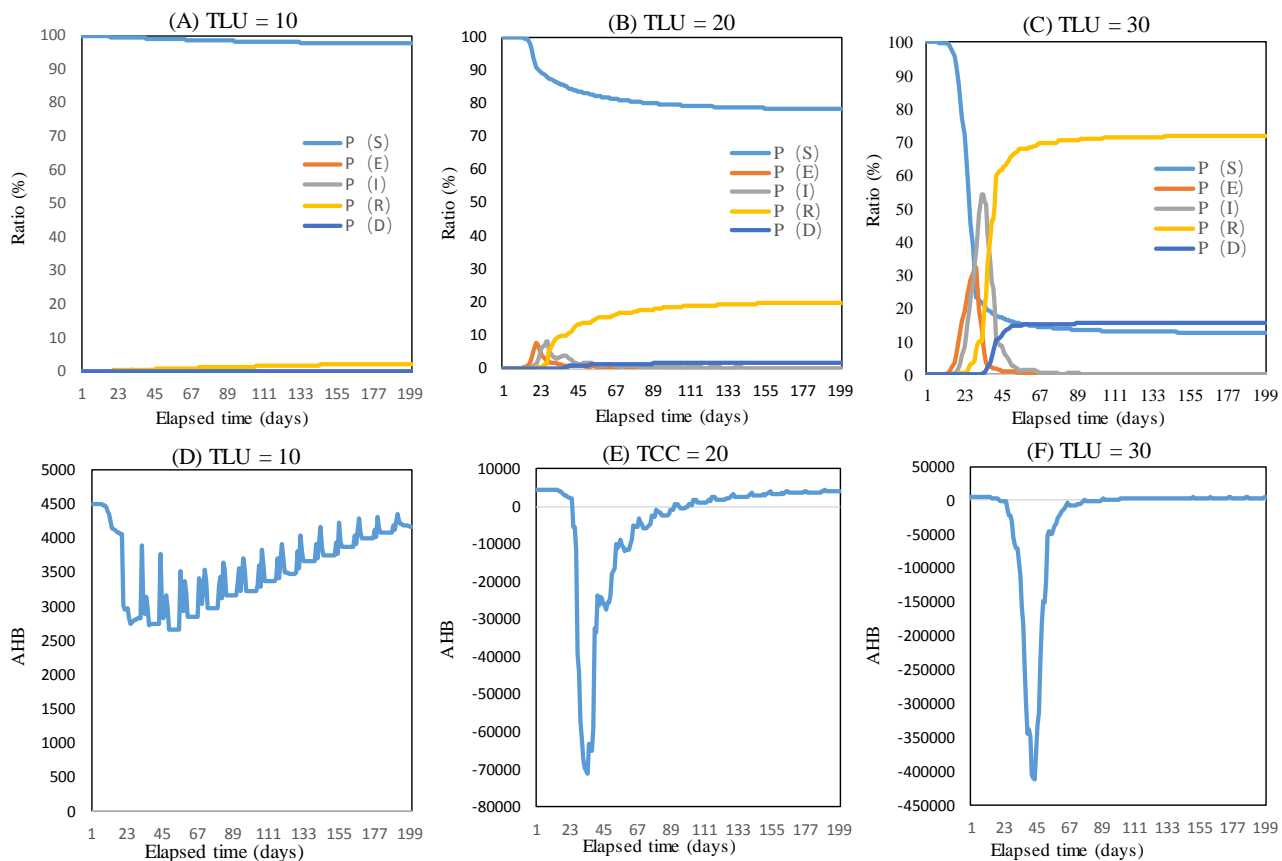 (A) TLU = 10
100
90
80
70
60
50
40
30
20
10
0
Ratio (%)
P (S)
P (E)
P (I)
P (R)
P (D)
1 23 45 67 89 111 133 155 177 199
Elapsed time (days)
(B) TLU = 20
100
80
60
40
20
0
Ratio (%)
P (S)
P (E)
P (I)
P (R)
P (D)
1 23 45 67 89 111 133 155 177 199
Elapsed time (days)
(C) TLU = 30
100
90
80
70
60
50
40
30
20
10
0
Ratio (%)
P (S)
P (E)
P (I)
P (R)
P (D)
1 23 45 67 89 111 133 155 177 199
Elapsed time (days)
(D) TLU = 10
5000
4500
4000
3500
3000
2500
2000
1500
1000
500
0
AHB
1 23 45 67 89 111 133 155 177 199
Elapsed time (days)
(E) TCC = 20
10000
0
-10000
-20000
-30000
-40000
-50000
-60000
-70000
-80000
AHB
1 23 45 67 89 111 133 155 177 199
Elapsed time (days)
(F) TLU = 30
50000
0
-50000
-100000
-150000
-200000
-250000
-300000
-350000
-400000
-450000
AHB
1 23 45 67 89 111 133 155 177 199
Elapsed time (days)